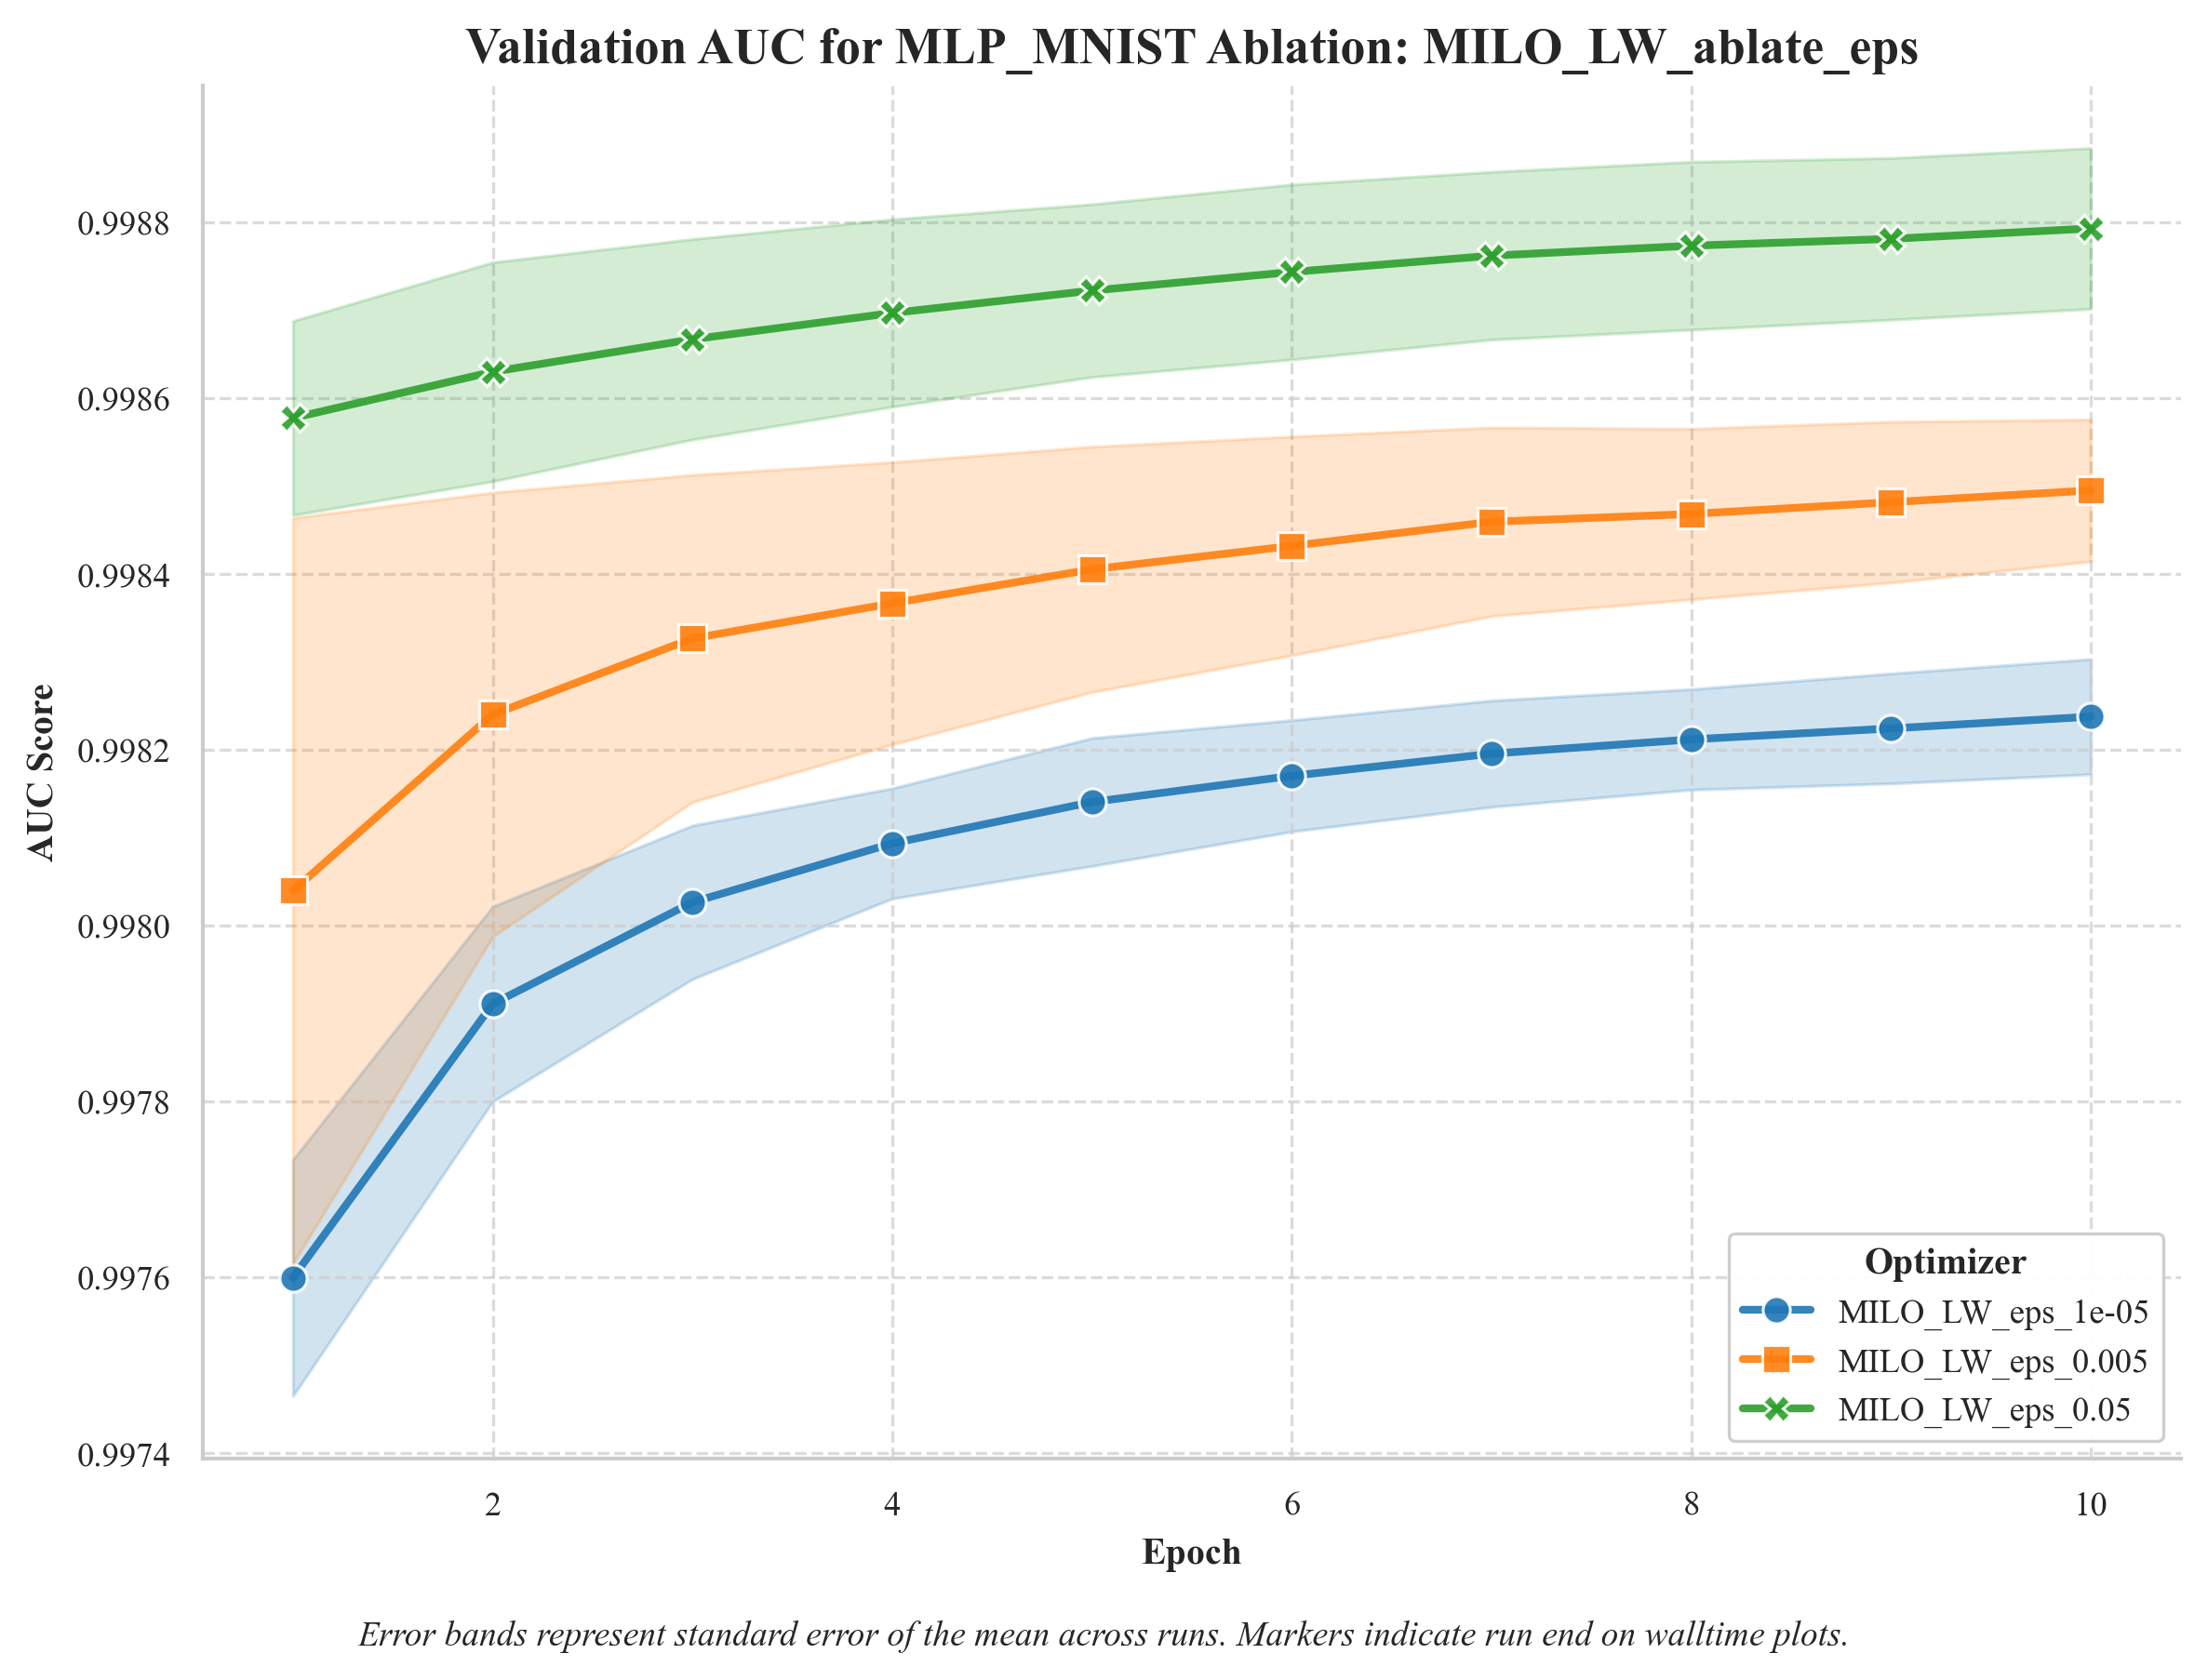 Validation AUC for MLP_MNIST Ablation: MILO_LW_ablate_eps
AUC Score
0.9988
0.9986
0.9984
0.9982
0.9980
0.9978
0.9976
0.9974
2
4
6
8
10
Epoch
Optimizer
MILO_LW_eps_1e-05
MILO_LW_eps_0.005
MILO_LW_eps_0.05
Error bands represent standard error of the mean across runs. Markers indicate run end on walltime plots.